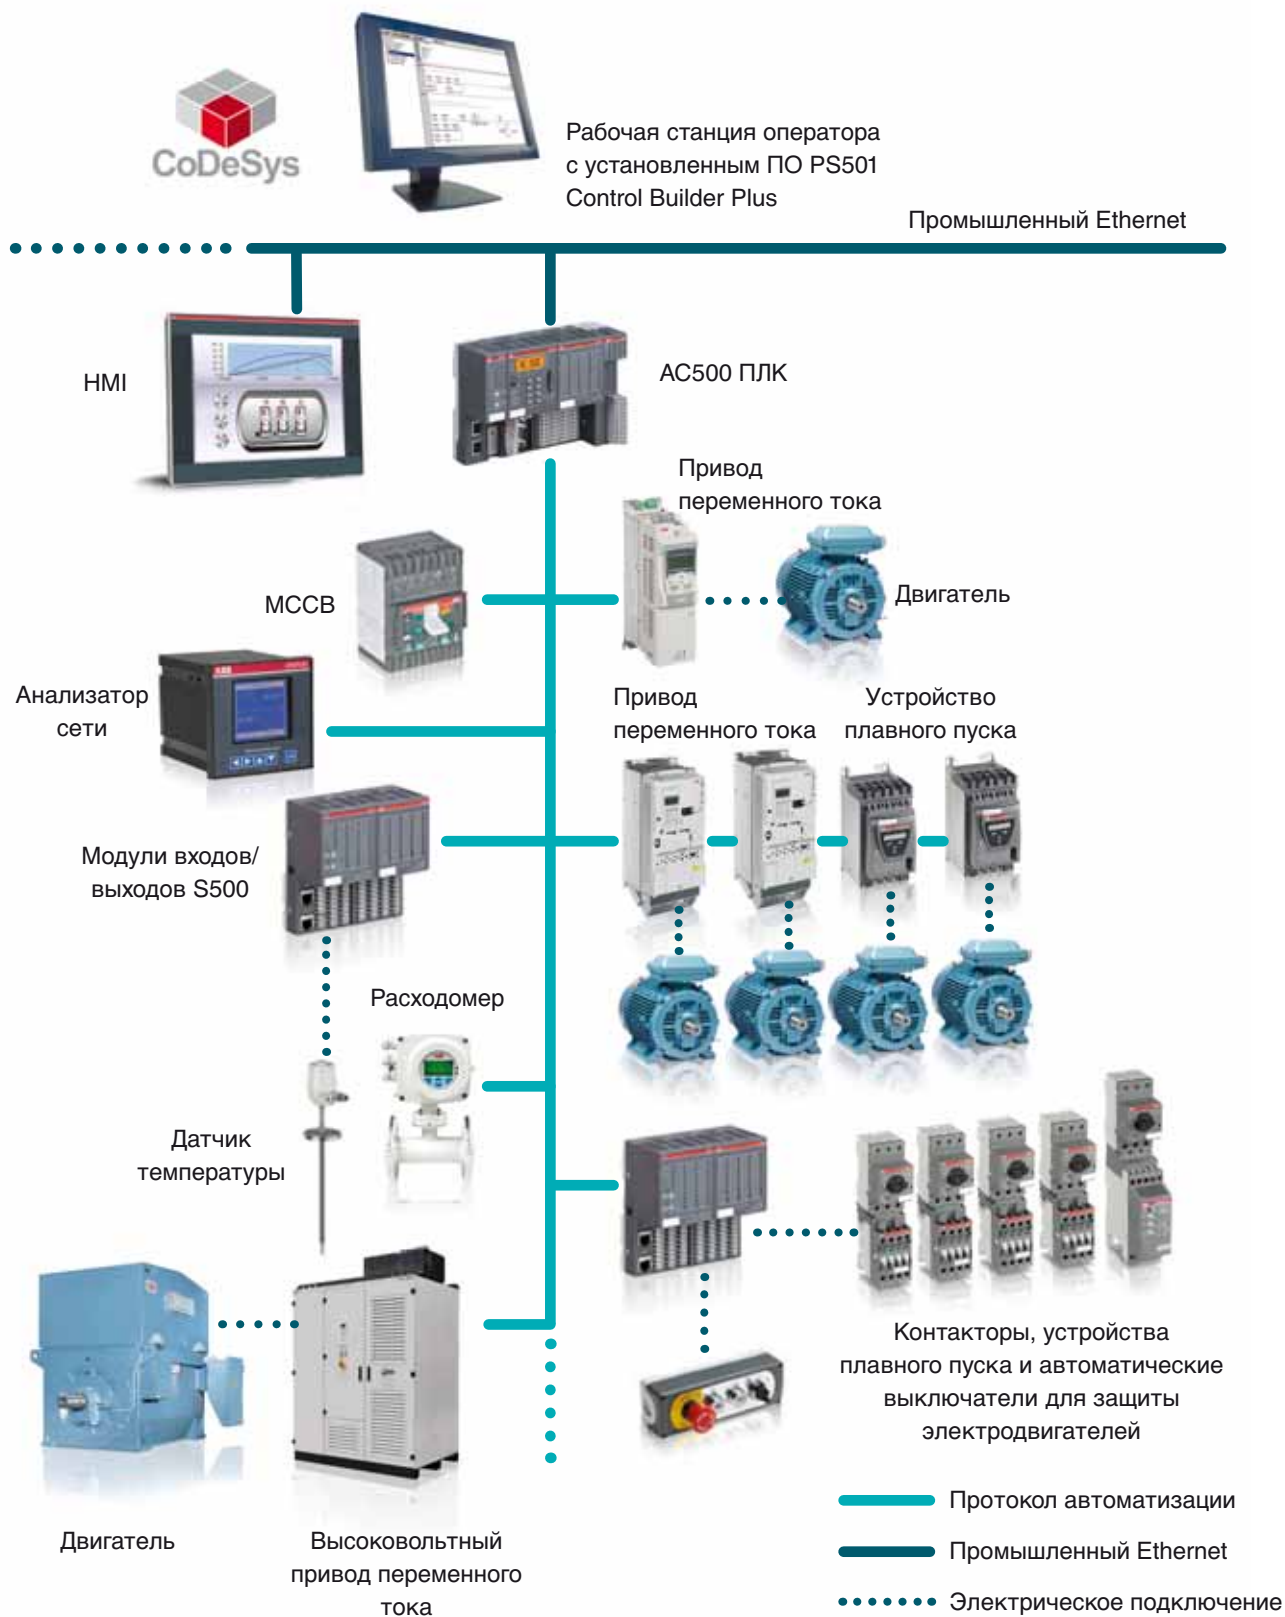 CoDeSys
Рабочая станция оператора
с установленным ПО PS501
Control Builder Plus
Промышленный Ethernet
HMI
AC500 ПЛК
Привод
переменного тока
MCCB
Двигатель
ABB
Анализатор
сети
Привод
переменного тока
Устройство
плавного пуска
Модули входов/
выходов S500
Расходомер
Датчик
температуры
Контакторы, устройства
плавного пуска и автоматические
выключатели для защиты
электродвигателей
Протокол автоматизации
Двигатель
Высоковольтный
привод переменного
тока
Промышленный Ethernet
Электрическое подключение